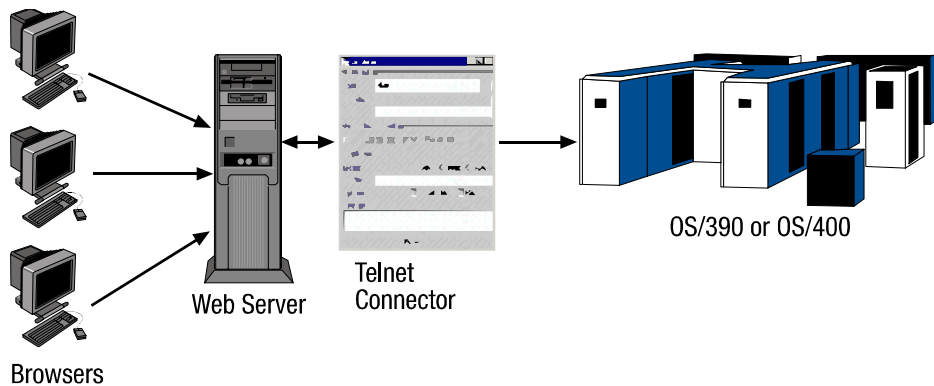 OS/390 or OS/400
Telnet
Connector
Web Server
Browsers